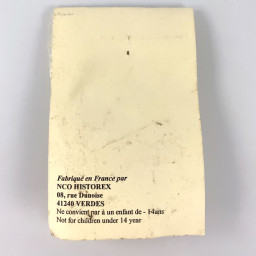 Fabriqué en France par
NCO HISTOREX
08, rue Dunoise
41240 VERDES
Ne convient par à un enfant de - 14ans
Not for children under 14 year